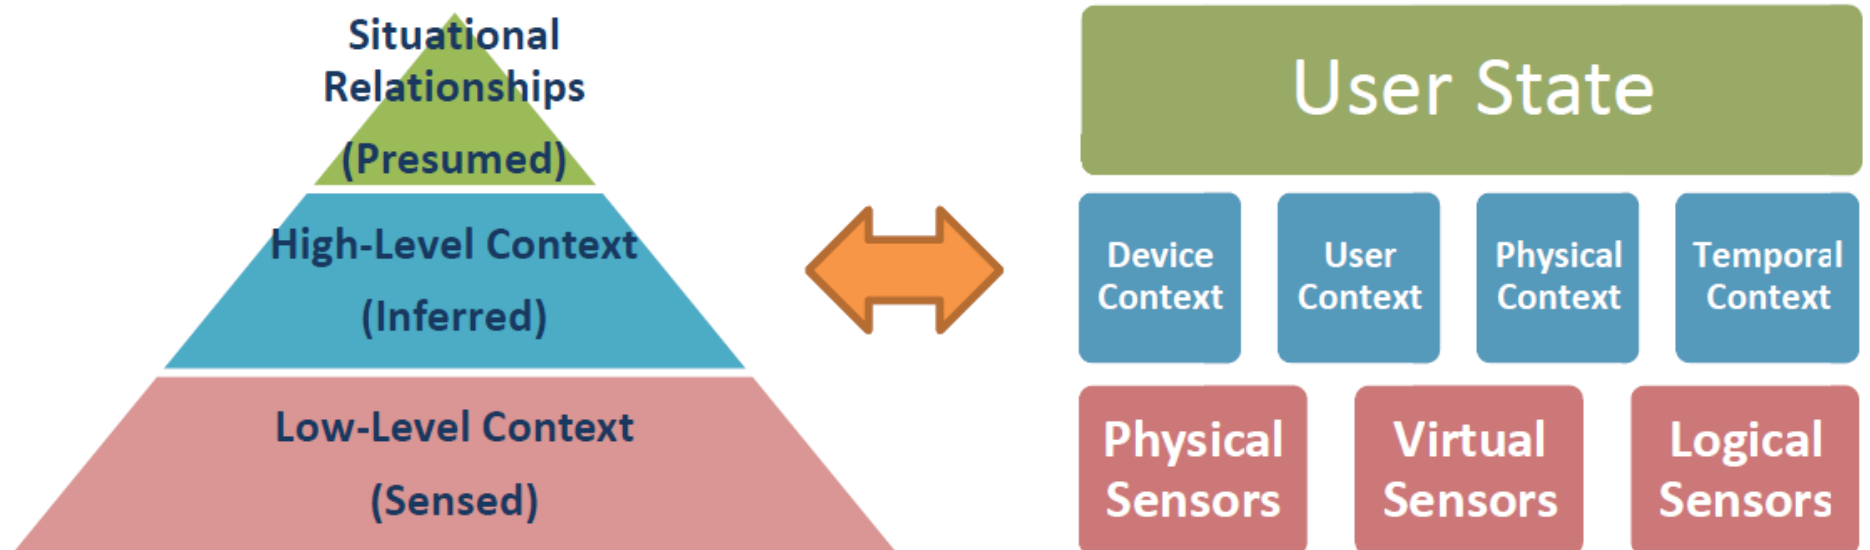 Situational
Relationships
(Presumed)
High-Level Context
(Inferred)
Low-Level Context
(Sensed)
User State
Device
Context
User
Context
Physical
Context
Temporal
Context
Physical
Sensors
Virtual
Sensors
Logical
Sensors